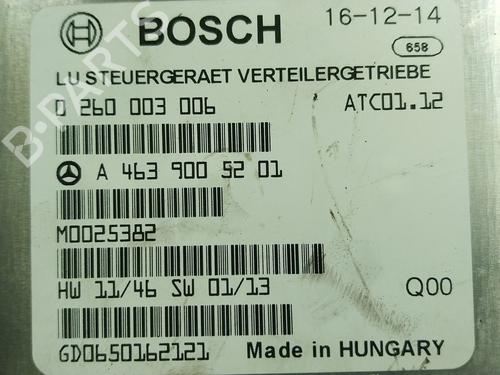 BOSCH 16-12-14
658
LU STEUERGERAET VERTEILERGETRIEBE
0 260 003 006 ATC01.12
A 463 900 52 01
M0025382
HW 11/46 SW 01/13 Q00
GD0650162121 Made in HUNGARY
B-PARTS